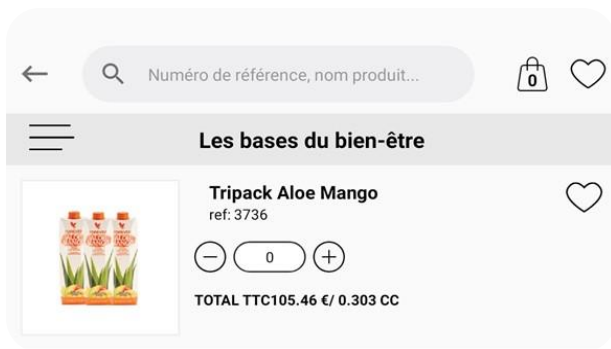 Numéro de référence, nom produit...
0
Les bases du bien-être
Tripack Aloe Mango
ref: 3736
0
TOTAL TTC105.46 €/ 0.303 CC